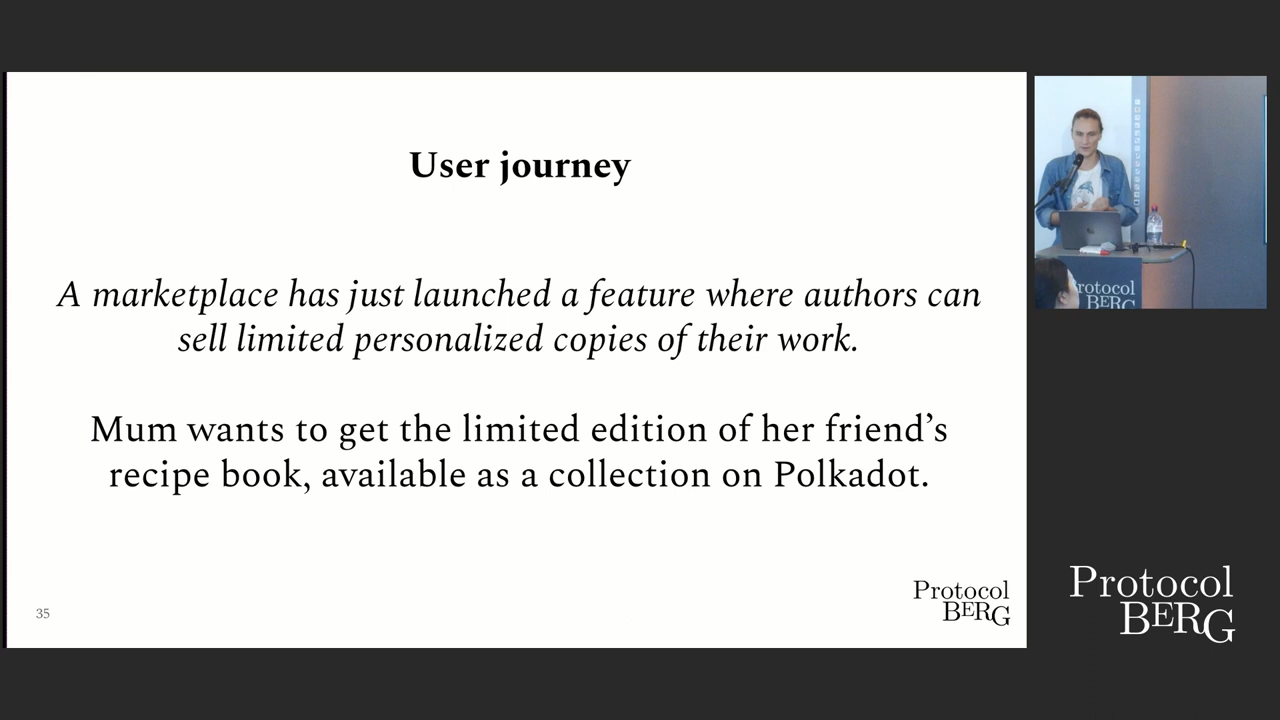 User journey
A marketplace has just launched a feature where authors can
sell limited personalized copies of their work.
Mum wants to get the limited edition of her friend’s
recipe book, available as a collection on Polkadot.
35
Protocol
BERG
Protocol
BERG
Protocol
BERG